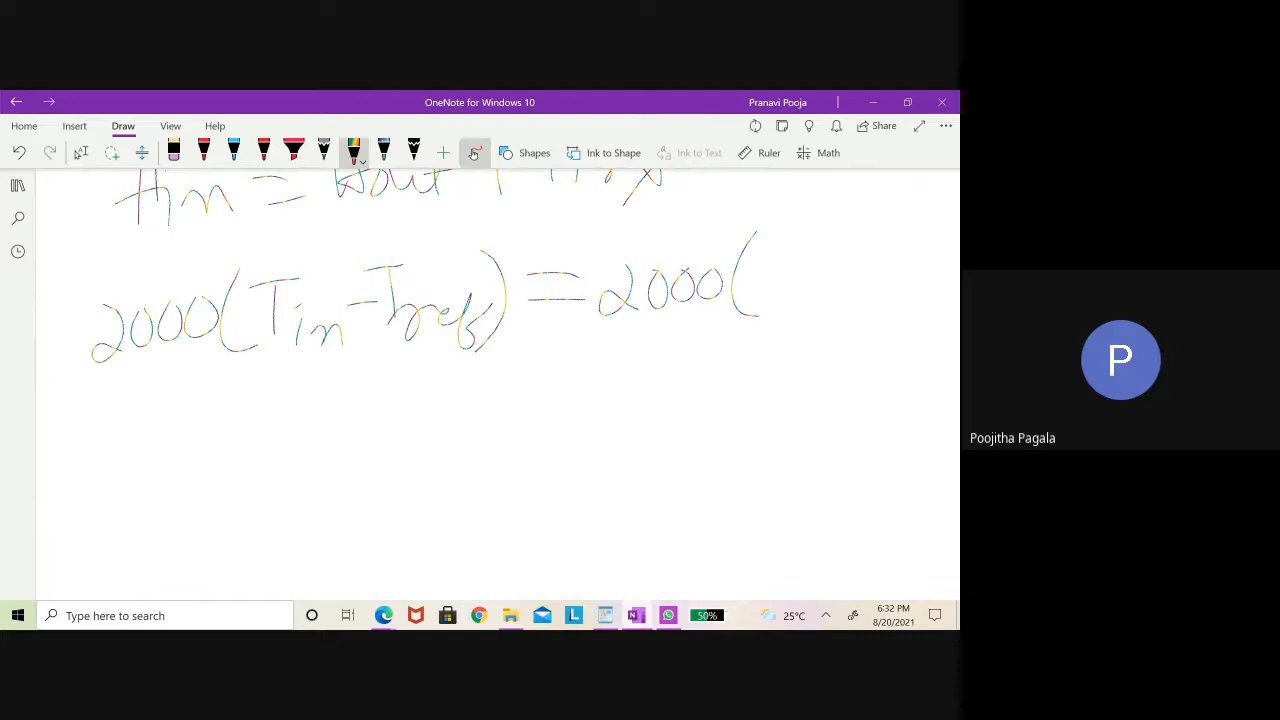 OneNote for Windows 10
Pranavi Pooja
Home Insert Draw View Help
Share
Shapes Ink to Shape Ink to Text Ruler Math
=
2000(Tin-Tref)=2000(
Poojitha Pagala
Type here to search
50%
25°C
6:32 PM
8/20/2021
P